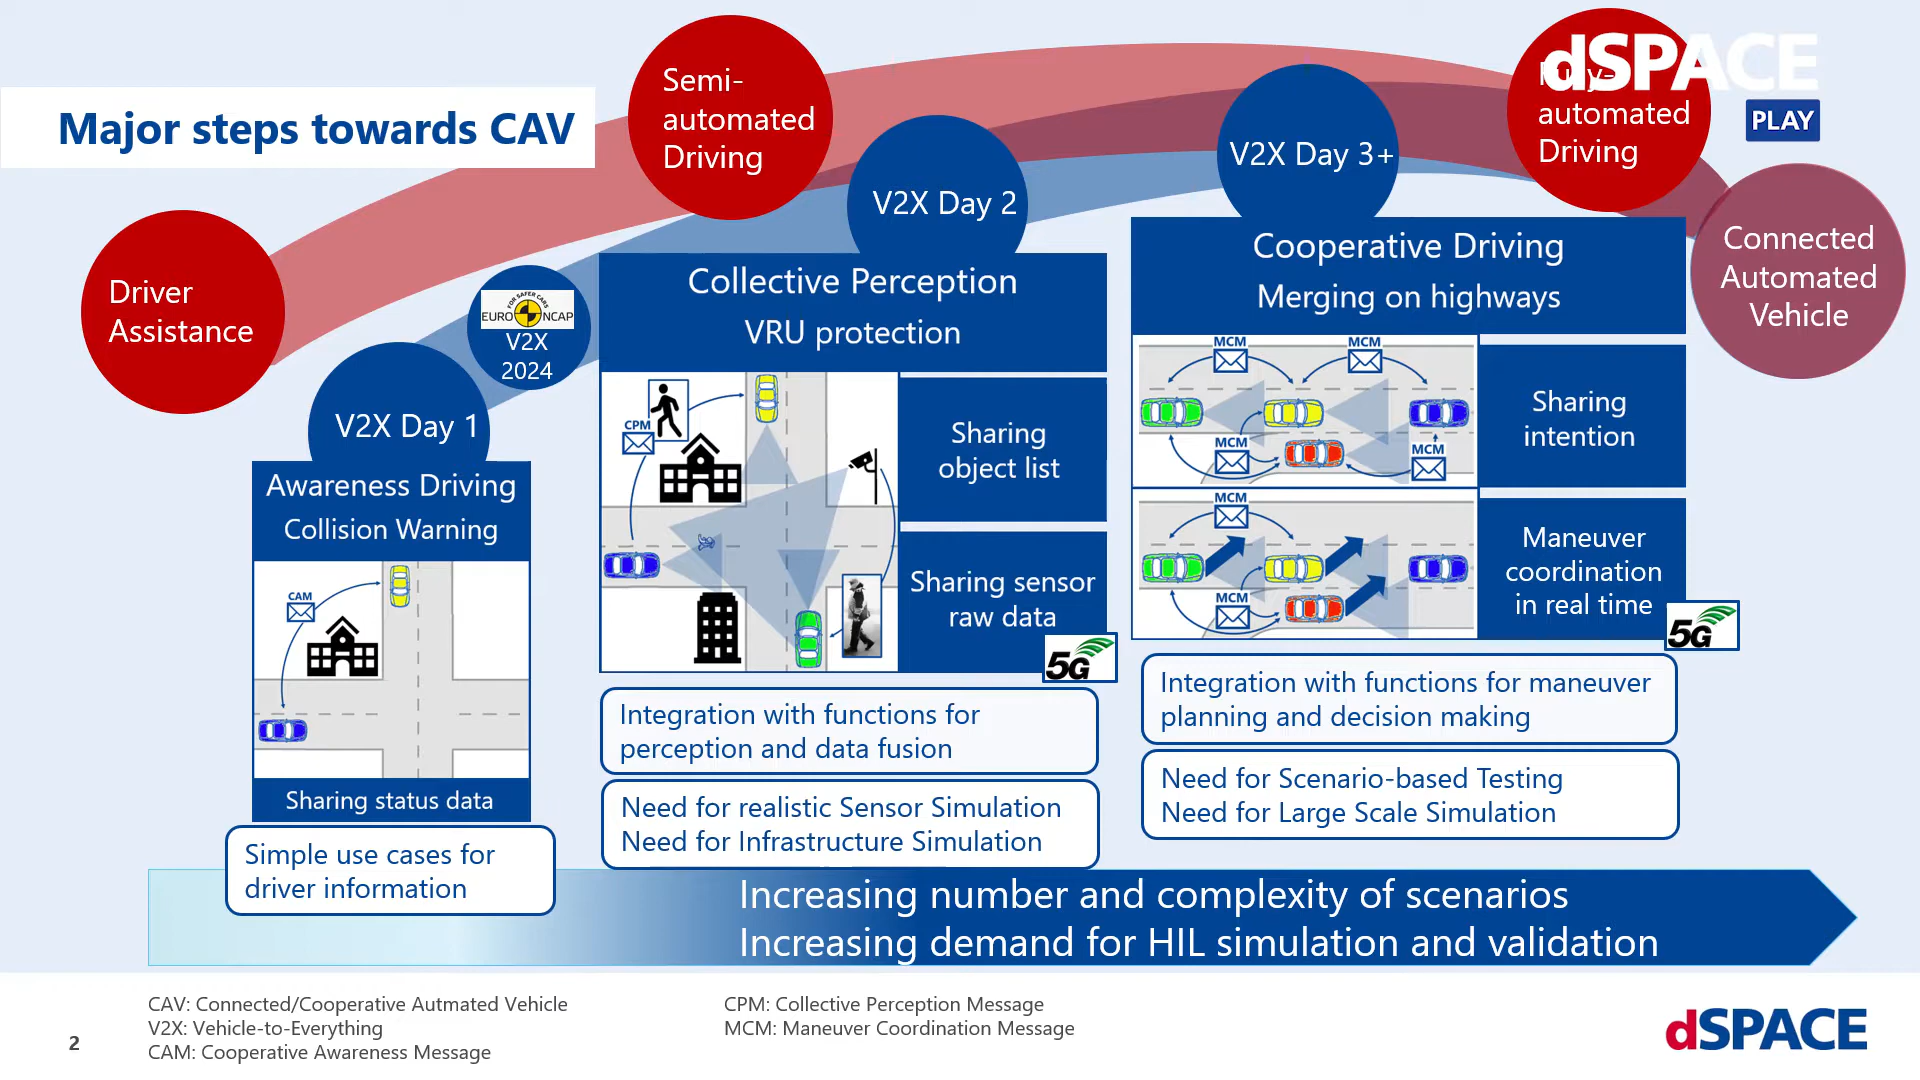 Major steps towards CAV
Driver
Assistance
Semi-
automated
Driving
automated
Driving
dSPACE
PLAY
Connected
Automated
Vehicle
V2X Day 1
FOR SAFER CARS
EURO NCAP
V2X
2024
V2X Day 2
V2X Day 3+
Awareness Driving
Collision Warning
CAM
Sharing status data
Simple use cases for
driver information
Collective Perception
VRU protection
CPM
Sharing
object list
Sharing sensor
raw data
5G
Integration with functions for
perception and data fusion
Need for realistic Sensor Simulation
Need for Infrastructure Simulation
Cooperative Driving
Merging on highways
MCM
MCM
MCM
MCM
Sharing
intention
MCM
MCM
Maneuver
coordination
in real time
5G
Integration with functions for maneuver
planning and decision making
Need for Scenario-based Testing
Need for Large Scale Simulation
Increasing number and complexity of scenarios
Increasing demand for HIL simulation and validation
CAV: Connected/Cooperative Autmated Vehicle
V2X: Vehicle-to-Everything
CAM: Cooperative Awareness Message
CPM: Collective Perception Message
MCM: Maneuver Coordination Message
2
dSPACE